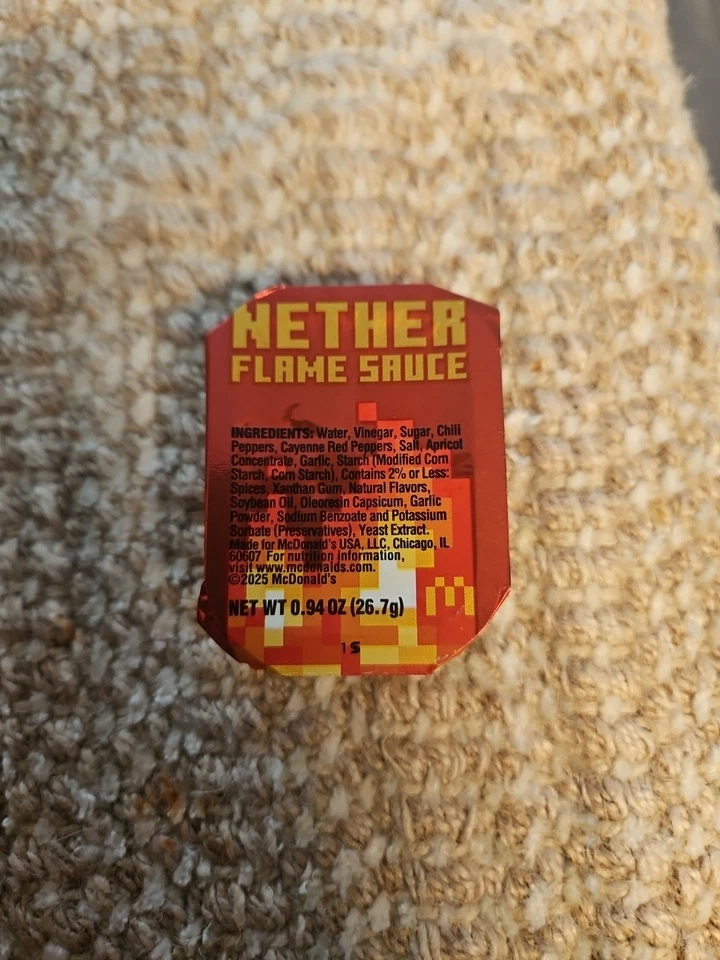 NETHER
FLAME SAUCE
INGREDIENTS: Water, Vinegar, Sugar, Chili
Peppers, Cayenne Red Peppers, Salt, Apricot
Concentrate, Garlic, Starch (Modified Corn
Starch, Corn Starch), Contains 2% or Less:
Spices, Xanthan Gum, Natural Flavors,
Soybean Oil, Oleoresin Capsicum, Garlic
Powder, Sodium Benzoate and Potassium
Sorbate (Preservatives), Yeast Extract.
Made for McDonald's USA, LLC, Chicago, IL
60607 For nutrition information,
visit www.mcdonalds.com.
©2025 McDonald's
NET WT 0.94 OZ (26.7g)
M
1 S